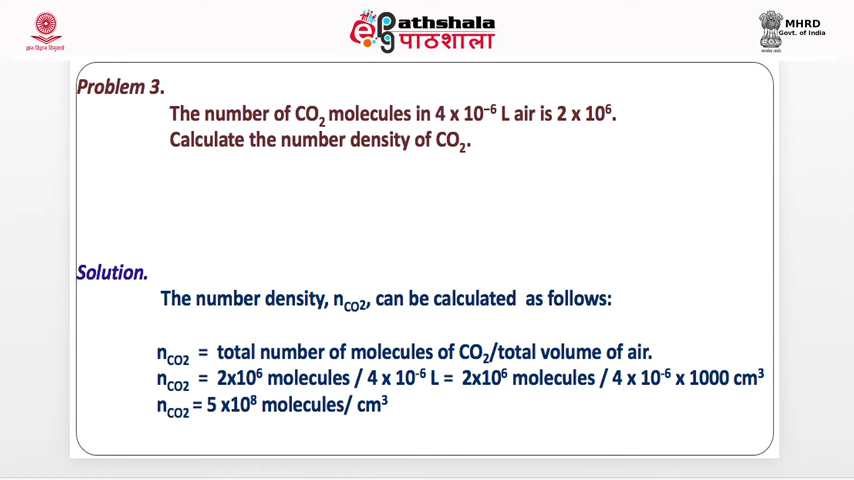 ePG Pathshala
पाठशाला
MHRD
Govt. of India
Problem 3.
The number of CO₂ molecules in 4 x 10⁻⁶ L air is 2 x 10⁶.
Calculate the number density of CO₂.
Solution.
The number density, nCO2, can be calculated as follows:
nCO2 = total number of molecules of CO₂/total volume of air.
nCO2 = 2x10⁶ molecules / 4 x 10⁻⁶ L = 2x10⁶ molecules / 4 x 10⁻⁶ x 1000 cm³
nCO2 = 5 x10⁸ molecules/ cm³